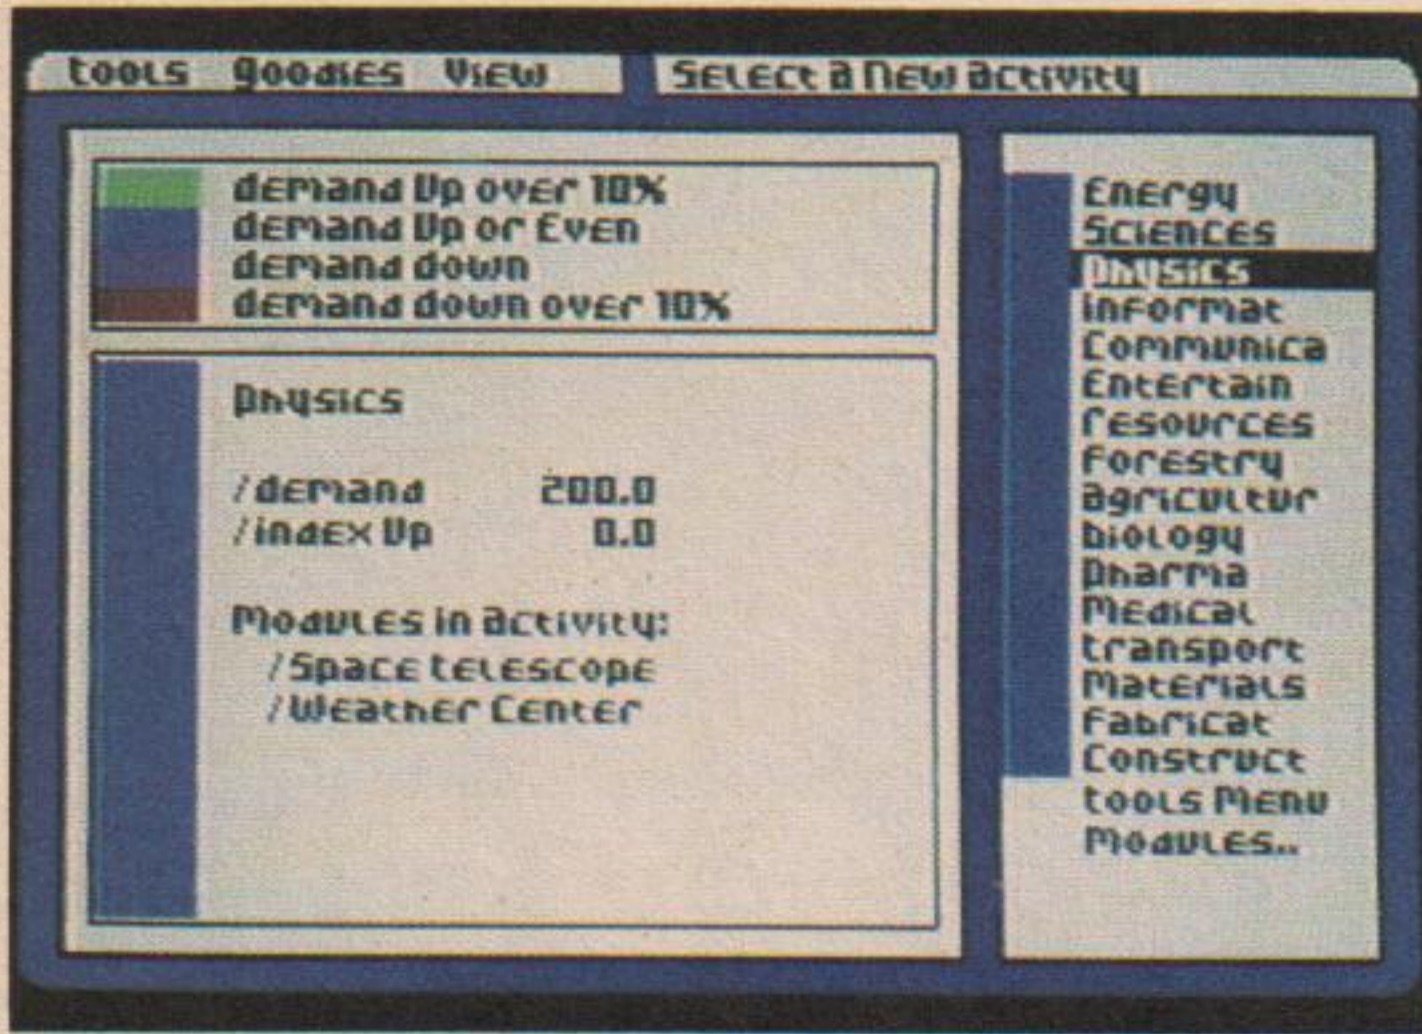 tools goodies View
Select a New activity
demand Up over 10%
demand Up or Even
demand down
demand down over 10%
Physics
/demand 200.0
/index Up 0.0
Modules in activity:
/Space telescope
/Weather Center
Energy
Sciences
Physics
informat
Communica
Entertain
resources
Forestry
agricultur
biology
Pharma
Medical
transport
Materials
Fabricat
Construct
tools Menu
Modules..